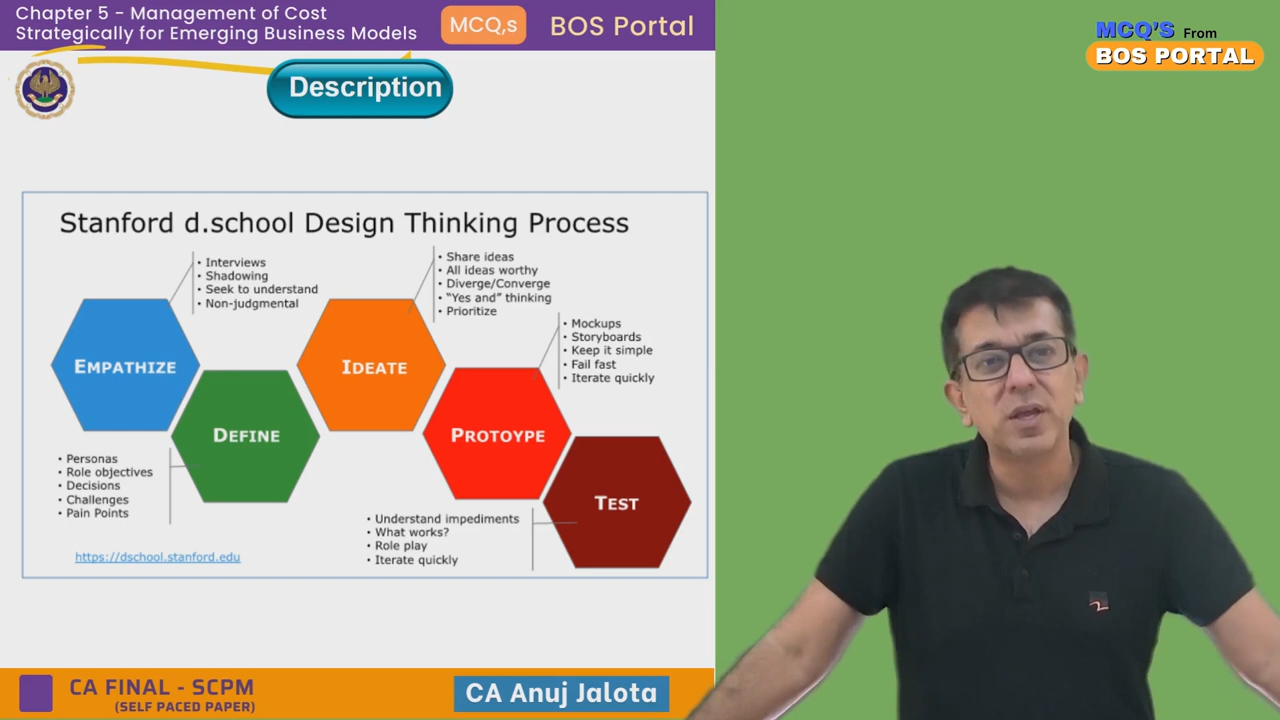 Chapter 5 - Management of Cost
Strategically for Emerging Business Models
MCQ,s
BOS Portal
MCQ'S From
BOS PORTAL
Description
Stanford d.school Design Thinking Process
• Interviews
• Shadowing
• Seek to understand
• Non-judgmental
• Share ideas
• All ideas worthy
• Diverge/Converge
• “Yes and” thinking
• Prioritize
• Mockups
• Storyboards
• Keep it simple
• Fail fast
• Iterate quickly
EMPATHIZE
IDEATE
DEFINE
PROTOYPE
TEST
• Personas
• Role objectives
• Decisions
• Challenges
• Pain Points
• Understand impediments
• What works?
• Role play
• Iterate quickly
https://dschool.stanford.edu
CA FINAL - SCPM
(SELF PACED PAPER)
CA Anuj Jalota